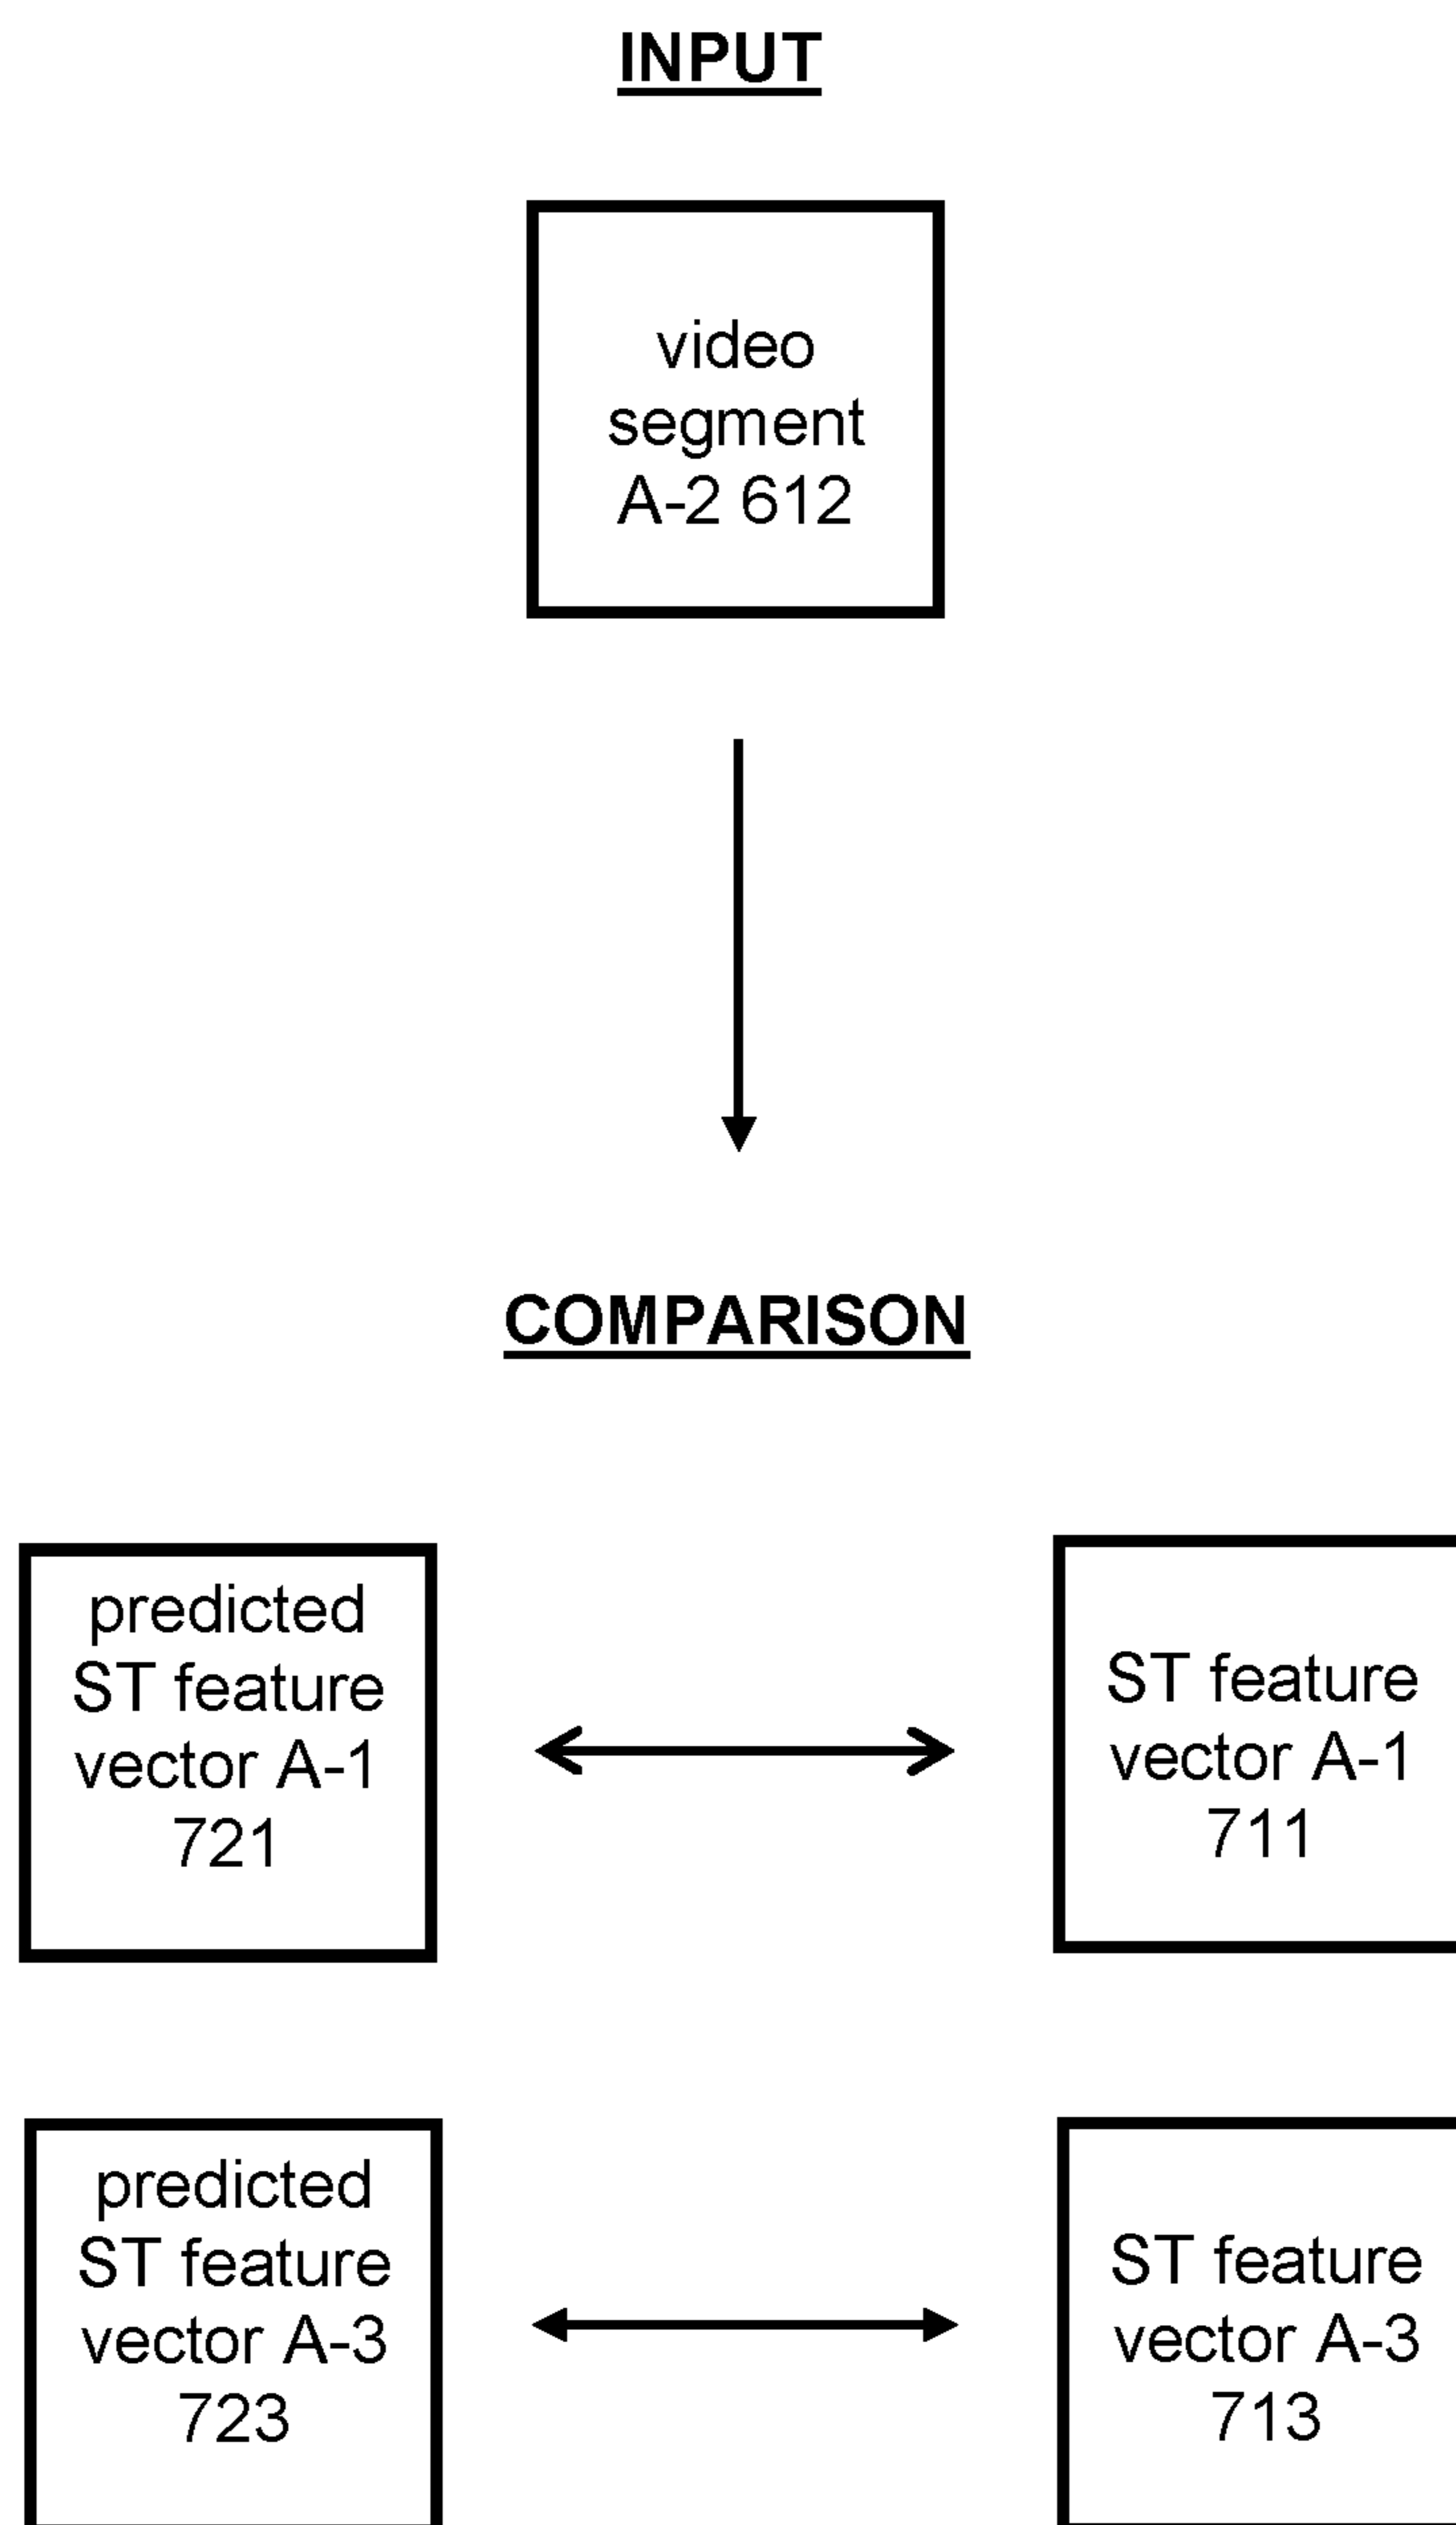 INPUT
video
segment
A-2 612
COMPARISON
predicted
ST feature
vector A-1
721
ST feature
vector A-1
711
predicted
ST feature
vector A-3
723
ST feature
vector A-3
713